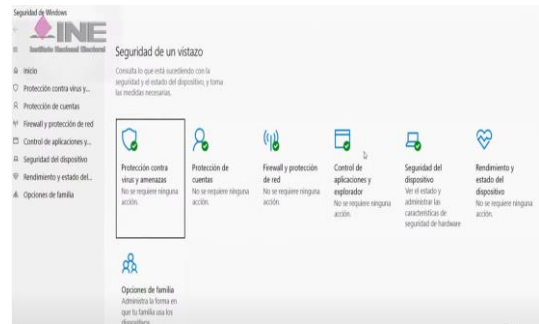 Seguridad de Windows
INE
Instituto Nacional Electoral
Inicio
Protección contra virus y...
Protección de cuentas
Firewall y protección de red
Control de aplicaciones y...
Seguridad del dispositivo
Rendimiento y estado del...
Opciones de familia
Seguridad de un vistazo
Consulta lo que está sucediendo con la
seguridad y el estado del dispositivo, y toma
las medidas necesarias.
Protección contra
virus y amenazas
No se requiere ninguna
acción.
Protección de
cuentas
No se requiere ninguna
acción.
Firewall y protección
de red
No se requiere ninguna
acción.
Control de
aplicaciones y
explorador
No se requiere ninguna
acción.
Seguridad del
dispositivo
Ver el estado y
administrar las
características de
seguridad de hardware
Rendimiento y
estado del
dispositivo
No se requiere ninguna
acción.
Opciones de familia
Administra la forma en
que tu familia usa los
dispositivos.